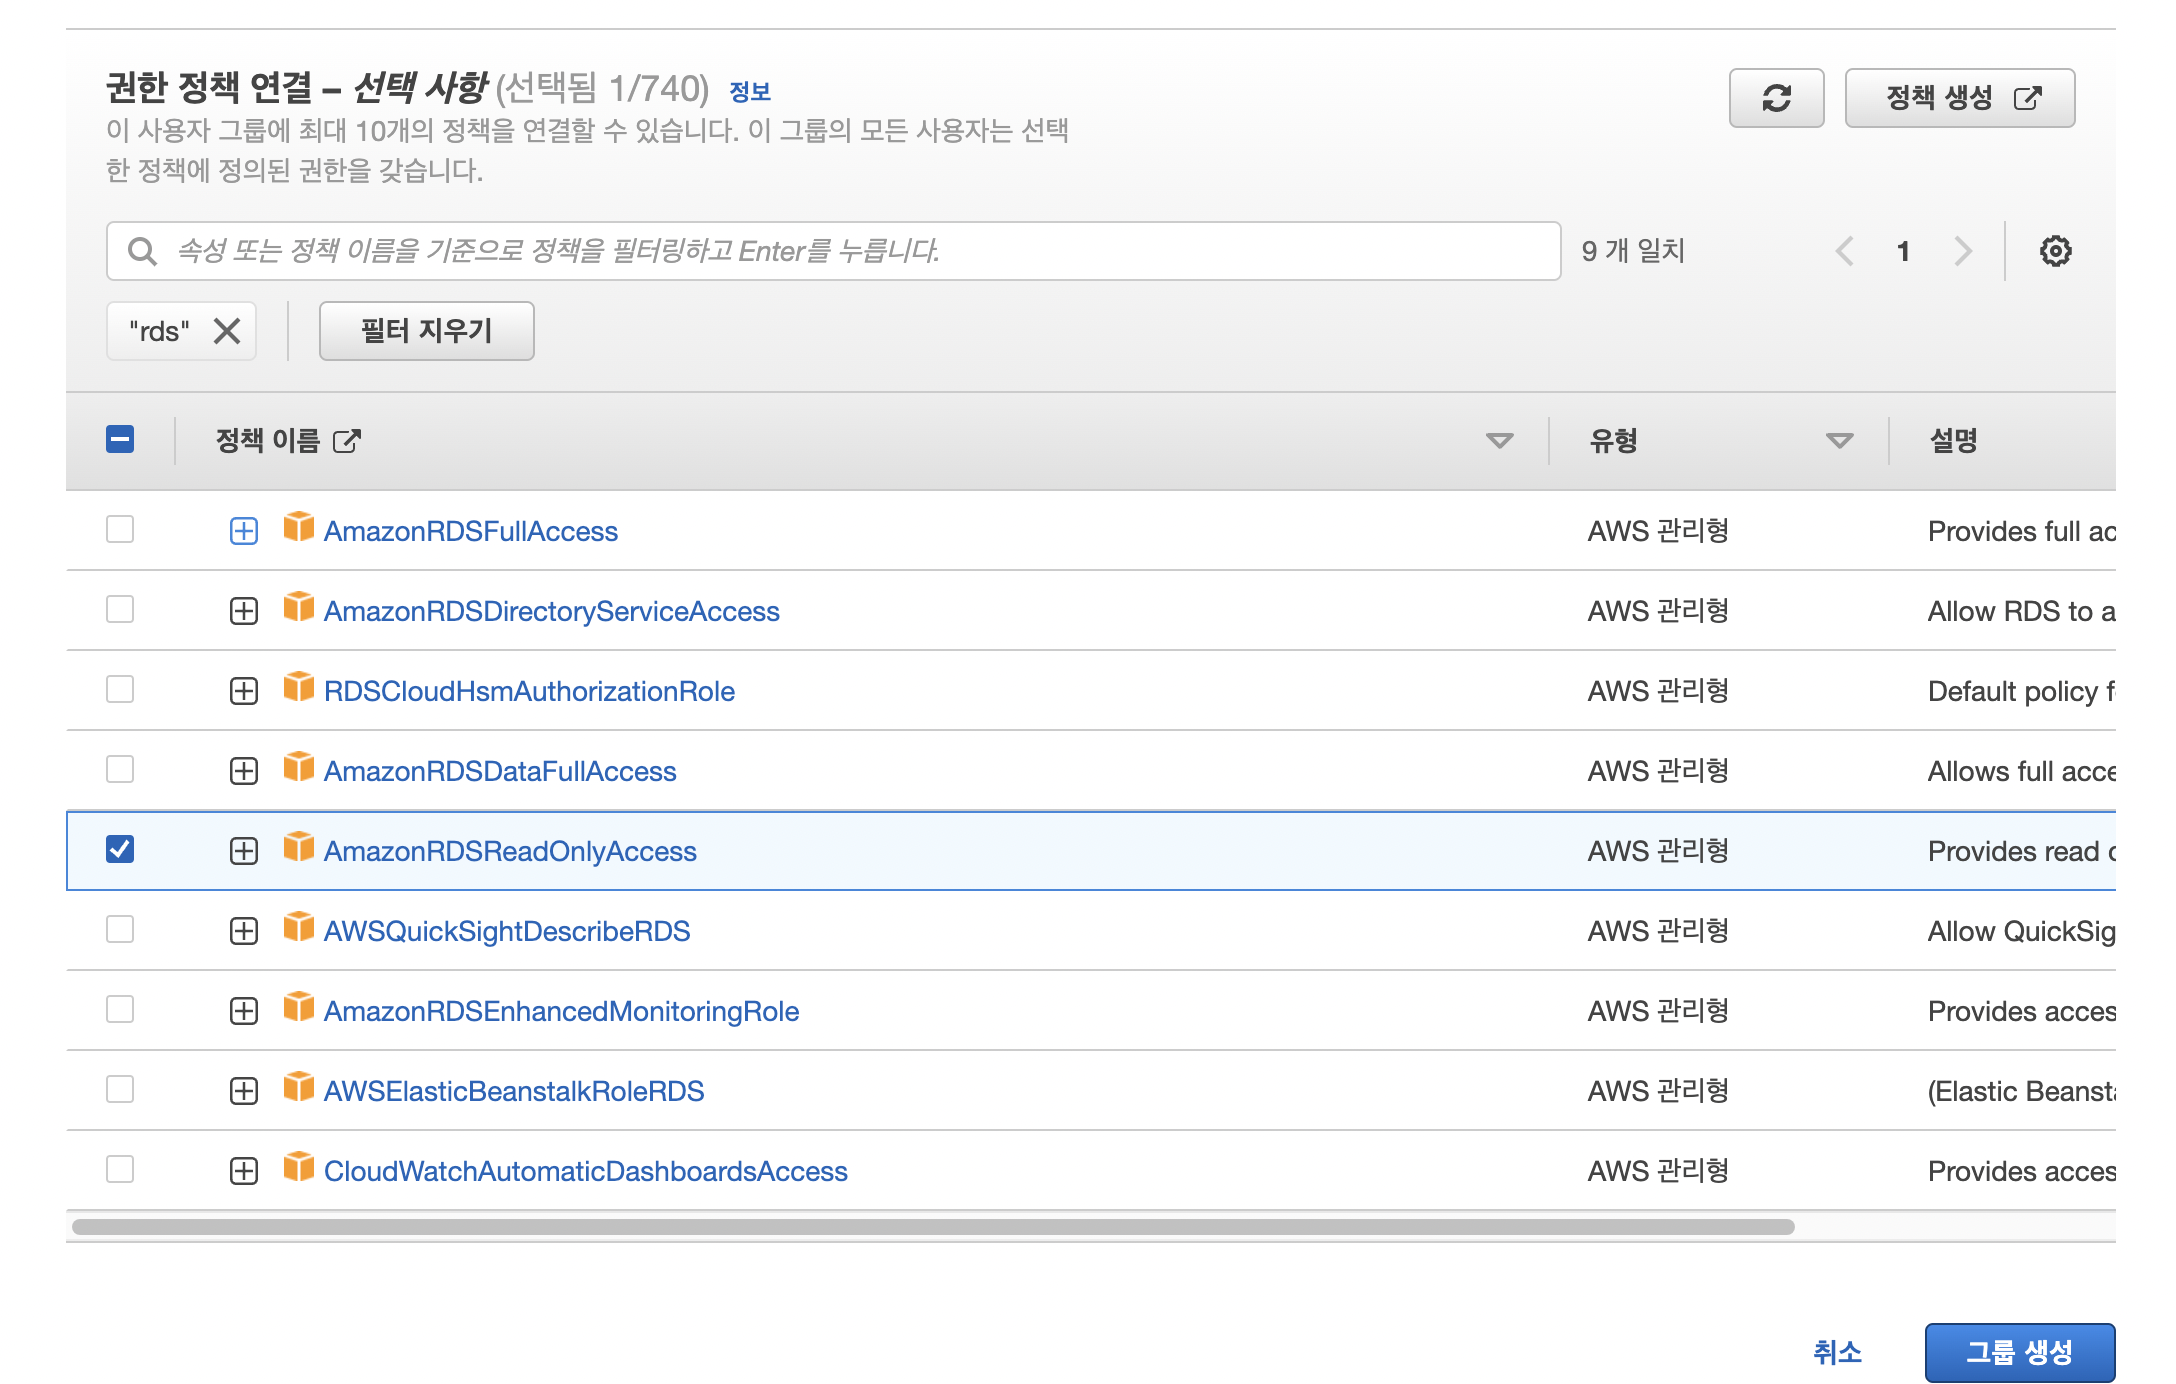 권한 정책 연결 – 선택 사항 (선택됨 1/740) 정보
이 사용자 그룹에 최대 10개의 정책을 연결할 수 있습니다. 이 그룹의 모든 사용자는 선택
한 정책에 정의된 권한을 갖습니다.
정책 생성
속성 또는 정책 이름을 기준으로 정책을 필터링하고 Enter를 누릅니다.
9 개 일치
1
"rds"
필터 지우기
정책 이름 유형 설명
AmazonRDSFullAccess AWS 관리형 Provides full ac
AmazonRDSDirectoryServiceAccess AWS 관리형 Allow RDS to a
RDSCloudHsmAuthorizationRole AWS 관리형 Default policy f
AmazonRDSDataFullAccess AWS 관리형 Allows full acce
AmazonRDSReadOnlyAccess AWS 관리형 Provides read o
AWSQuickSightDescribeRDS AWS 관리형 Allow QuickSig
AmazonRDSEnhancedMonitoringRole AWS 관리형 Provides acces
AWSElasticBeanstalkRoleRDS AWS 관리형 (Elastic Beansta
CloudWatchAutomaticDashboardsAccess AWS 관리형 Provides acces
취소
그룹 생성